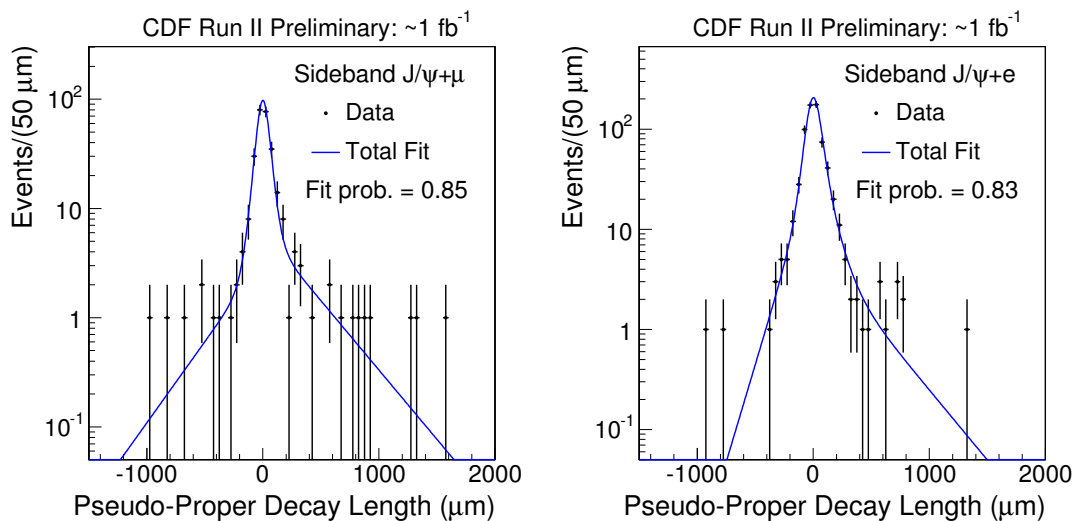 CDF Run II Preliminary: ~1 fb⁻¹
Sideband J/ψ+μ
Data
Total Fit
Fit prob. = 0.85
Events/(50 μm)
10²
10
1
10⁻¹
-1000 0 1000 2000
Pseudo-Proper Decay Length (μm)
CDF Run II Preliminary: ~1 fb⁻¹
Sideband J/ψ+e
Data
Total Fit
Fit prob. = 0.83
Events/(50 μm)
10²
10
1
10⁻¹
-1000 0 1000 2000
Pseudo-Proper Decay Length (μm)